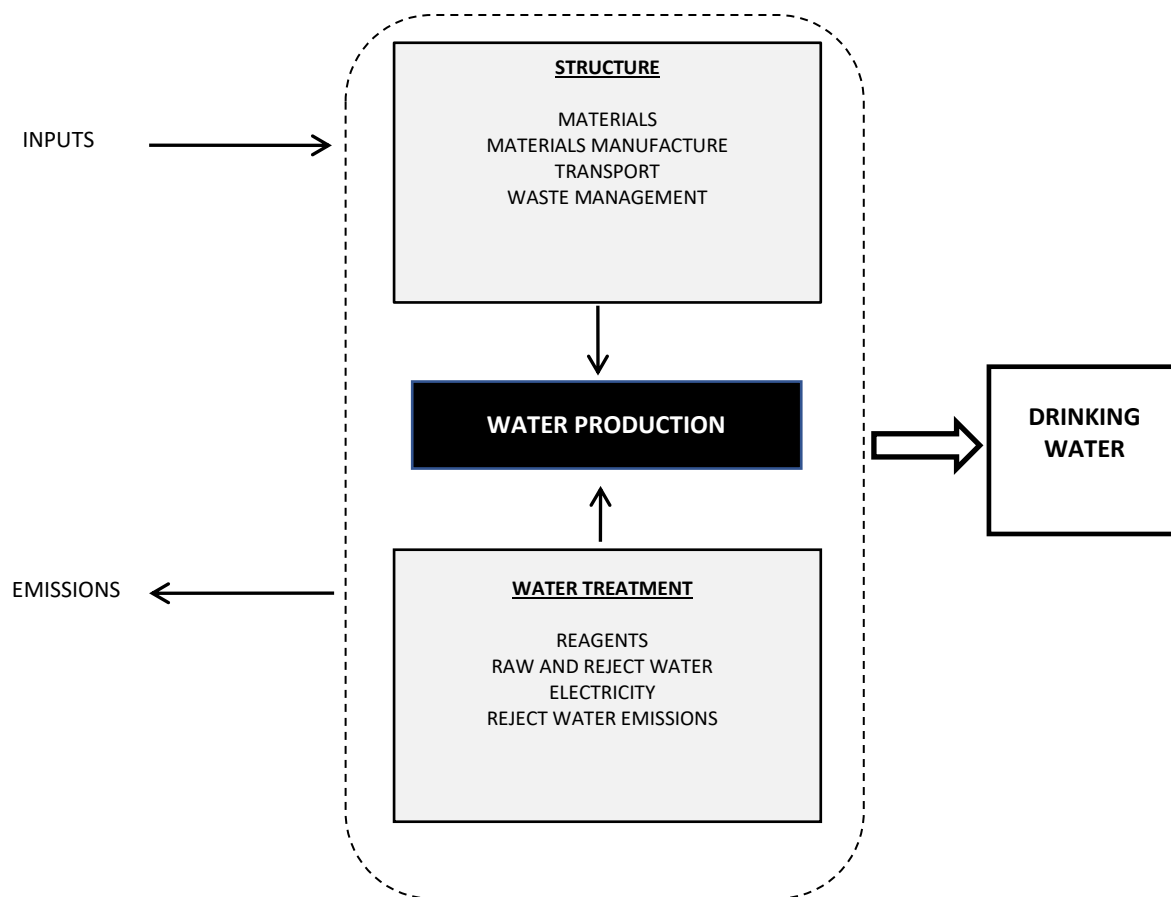 STRUCTURE
MATERIALS
MATERIALS MANUFACTURE
TRANSPORT
WASTE MANAGEMENT
INPUTS
WATER PRODUCTION
DRINKING
WATER
EMISSIONS
WATER TREATMENT
REAGENTS
RAW AND REJECT WATER
ELECTRICITY
REJECT WATER EMISSIONS